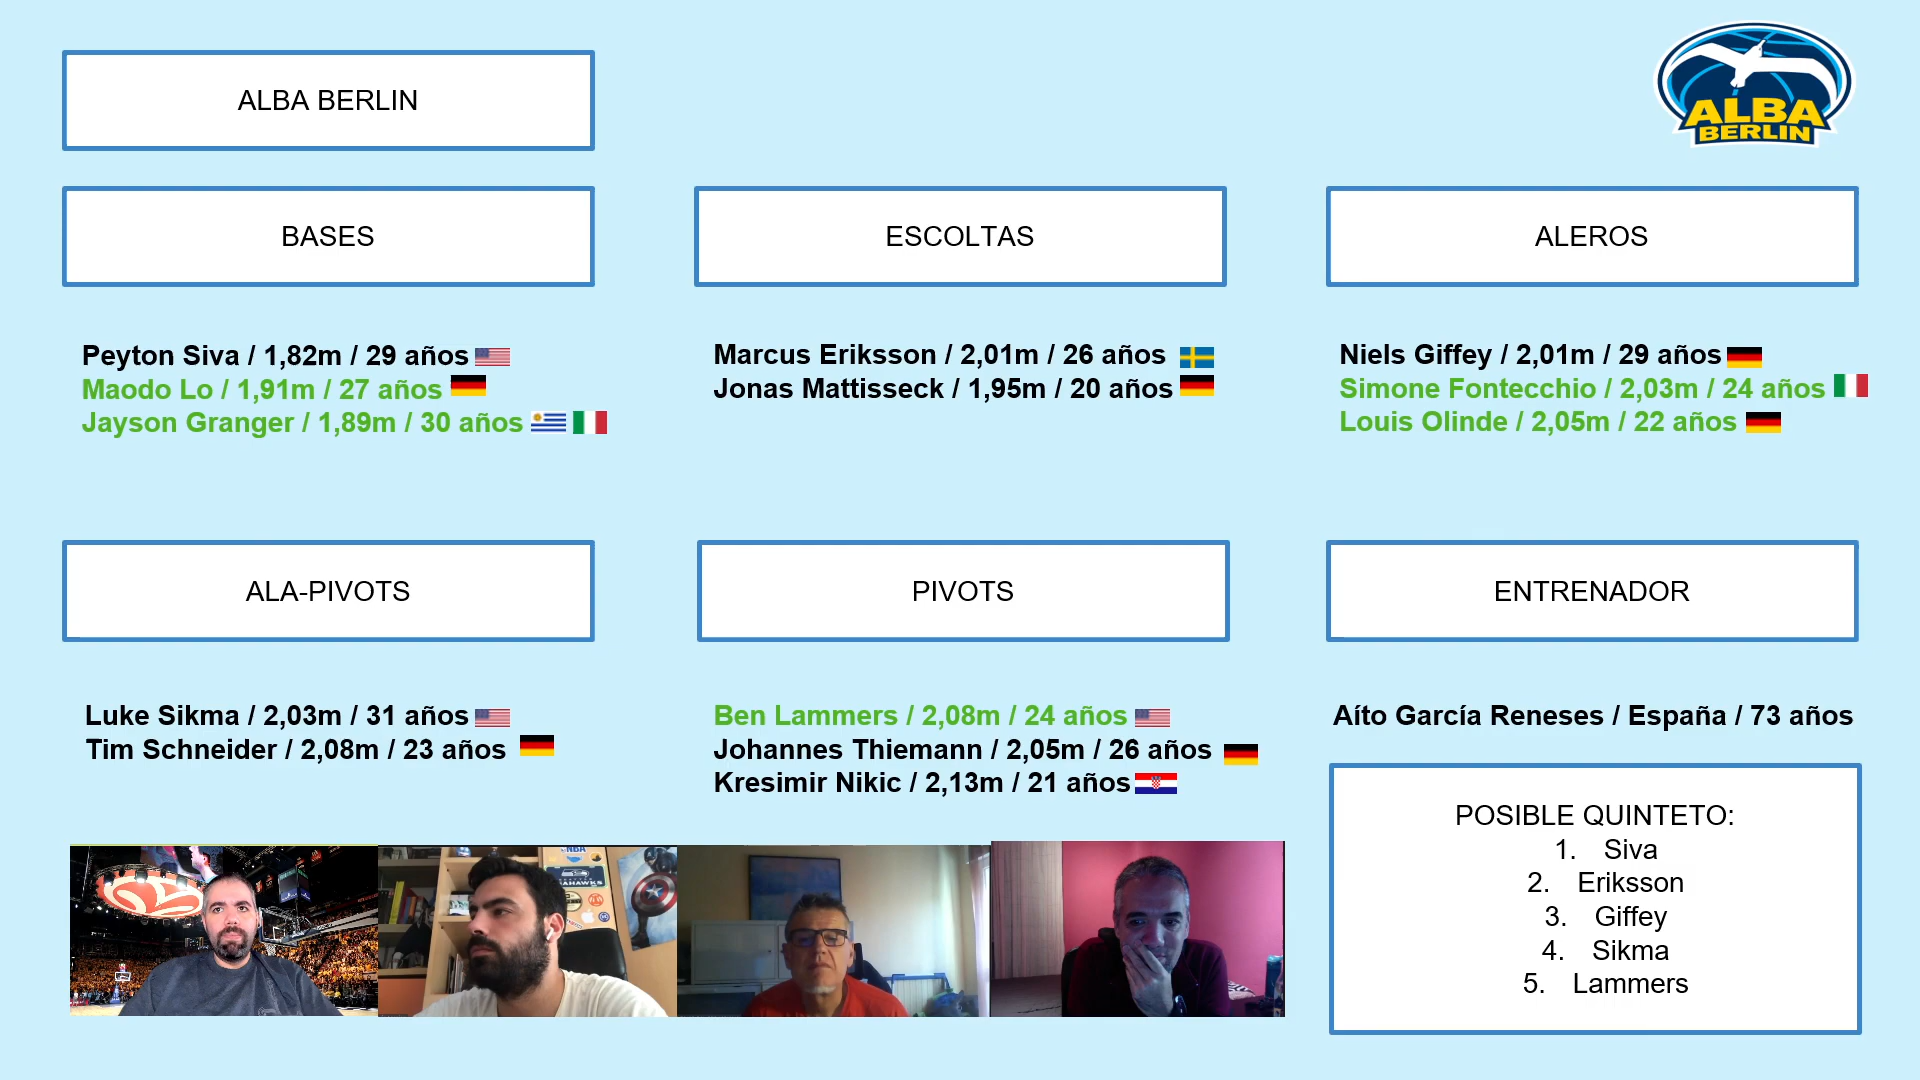 ALBA BERLIN
ALBA
BERLIN
BASES
ESCOLTAS
ALEROS
Peyton Siva / 1,82m / 29 años
Maodo Lo / 1,91m / 27 años
Jayson Granger / 1,89m / 30 años
Marcus Eriksson / 2,01m / 26 años
Jonas Mattisseck / 1,95m / 20 años
Niels Giffey / 2,01m / 29 años
Simone Fontecchio / 2,03m / 24 años
Louis Olinde / 2,05m / 22 años
ALA-PIVOTS
PIVOTS
ENTRENADOR
Luke Sikma / 2,03m / 31 años
Tim Schneider / 2,08m / 23 años
Ben Lammers / 2,08m / 24 años
Johannes Thiemann / 2,05m / 26 años
Kresimir Nikic / 2,13m / 21 años
Aíto García Reneses / España / 73 años
POSIBLE QUINTETO:
1. Siva
2. Eriksson
3. Giffey
4. Sikma
5. Lammers
NBA